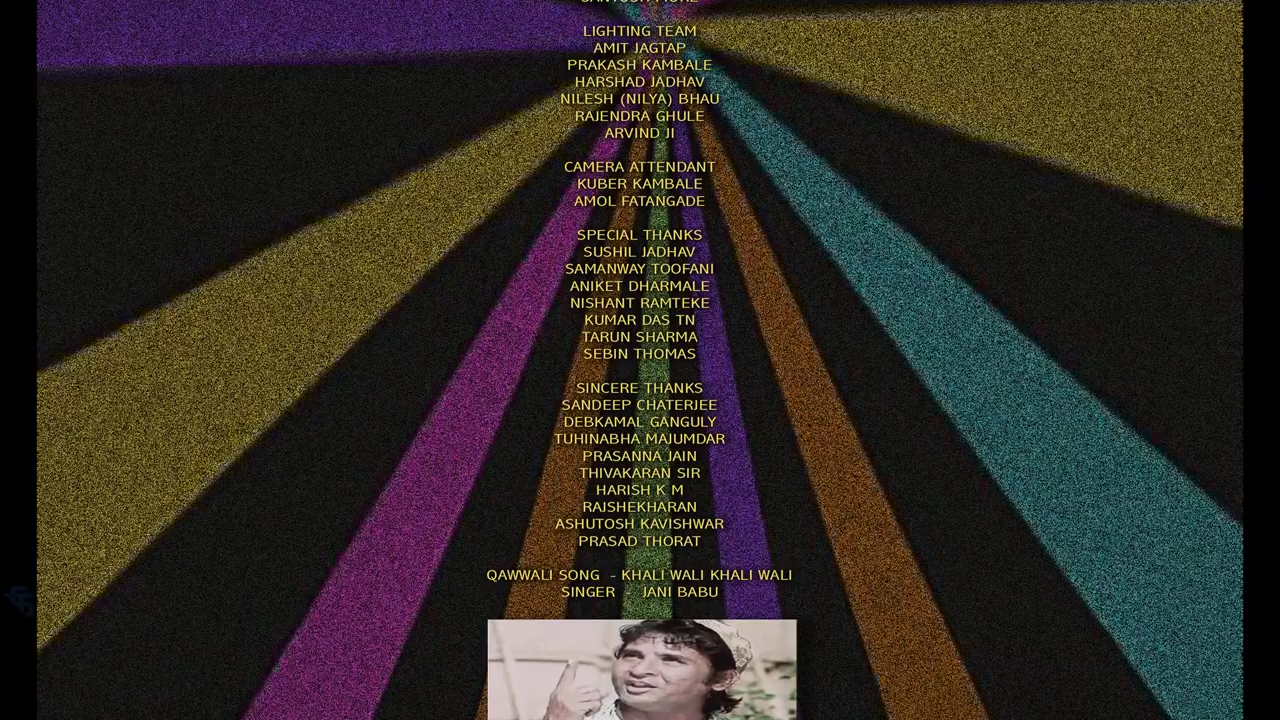 SANTOSH MORE
LIGHTING TEAM
AMIT JAGTAP
PRAKASH KAMBALE
HARSHAD JADHAV
NILESH (NILYA) BHAU
RAJENDRA GHULE
ARVIND JI
CAMERA ATTENDANT
KUBER KAMBALE
AMOL FATANGADE
SPECIAL THANKS
SUSHIL JADHAV
SAMANWAY TOOFANI
ANIKET DHARMALE
NISHANT RAMTEKE
KUMAR DAS TN
TARUN SHARMA
SEBIN THOMAS
SINCERE THANKS
SANDEEP CHATERJEE
DEBKAMAL GANGULY
TUHINABHA MAJUMDAR
PRASANNA JAIN
THIVAKARAN SIR
HARISH K M
RAJSHEKHARAN
ASHUTOSH KAVISHWAR
PRASAD THORAT
QAWWALI SONG - KHALI WALI KHALI WALI
SINGER - JANI BABU